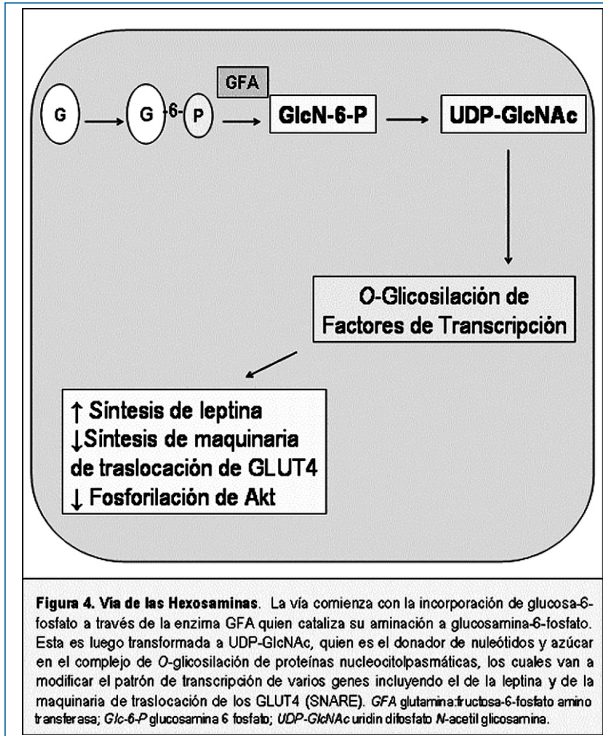 GFA
G → G -6- P → GlcN-6-P → UDP-GlcNAc
O-Glicosilación de
Factores de Transcripción
↑ Síntesis de leptina
↓Síntesis de maquinaria
de traslocación de GLUT4
↓ Fosforilación de Akt
Figura 4. Vía de las Hexosaminas. La vía comienza con la incorporación de glucosa-6-
fosfato a través de la enzima GFA quien cataliza su aminación a glucosamina-6-fosfato.
Esta es luego transformada a UDP-GlcNAc, quien es el donador de nuleótidos y azúcar
en el complejo de O-glicosilación de proteínas nucleocitolpasmáticas, los cuales van a
modificar el patrón de transcripción de varios genes incluyendo el de la leptina y de la
maquinaria de traslocación de los GLUT4 (SNARE). GFA glutamina:fructosa-6-fosfato amino
transferasa; Glc-6-P glucosamina 6 fosfato; UDP-GlcNAc uridin difosfato N-acetil glicosamina.